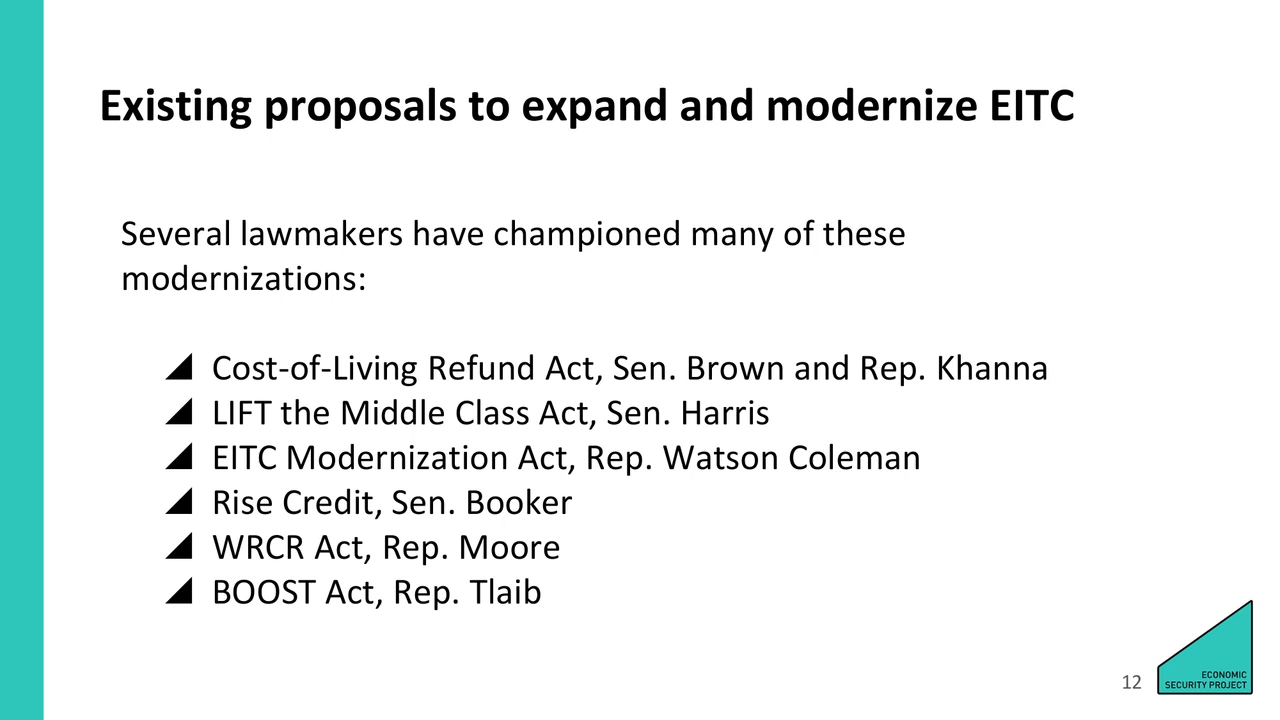 Existing proposals to expand and modernize EITC
Several lawmakers have championed many of these
modernizations:
Cost-of-Living Refund Act, Sen. Brown and Rep. Khanna
LIFT the Middle Class Act, Sen. Harris
EITC Modernization Act, Rep. Watson Coleman
Rise Credit, Sen. Booker
WRCR Act, Rep. Moore
BOOST Act, Rep. Tlaib
12
ECONOMIC
SECURITY PROJECT